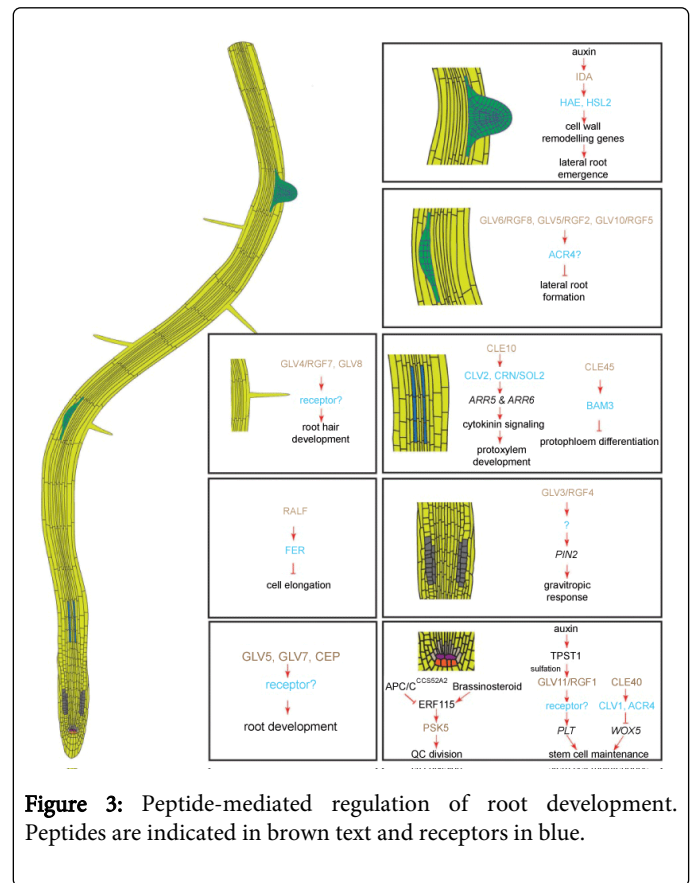 auxin
IDA
HAE, HSL2
cell wall
remodelling genes
lateral root
emergence
GLV6/RGF8, GLV5/RGF2, GLV10/RGF5
ACR4?
lateral root
formation
GLV4/RGF7, GLV8
receptor?
root hair
development
CLE10
CLV2, CRN/SOL2
ARR5 & ARR6
cytokinin signaling
protoxylem
development
CLE45
BAM3
protophloem differentiation
RALF
FER
cell elongation
GLV3/RGF4
?
PIN2
gravitropic
response
GLV5, GLV7, CEP
receptor?
root development
APC/C CCS52A2
Brassinosteroid
ERF115
PSK5
QC division
auxin
TPST1
sulfation
GLV11/RGF1
receptor?
PLT
CLE40
CLV1, ACR4
WOX5
stem cell maintenance
Figure 3: Peptide-mediated regulation of root development.
Peptides are indicated in brown text and receptors in blue.